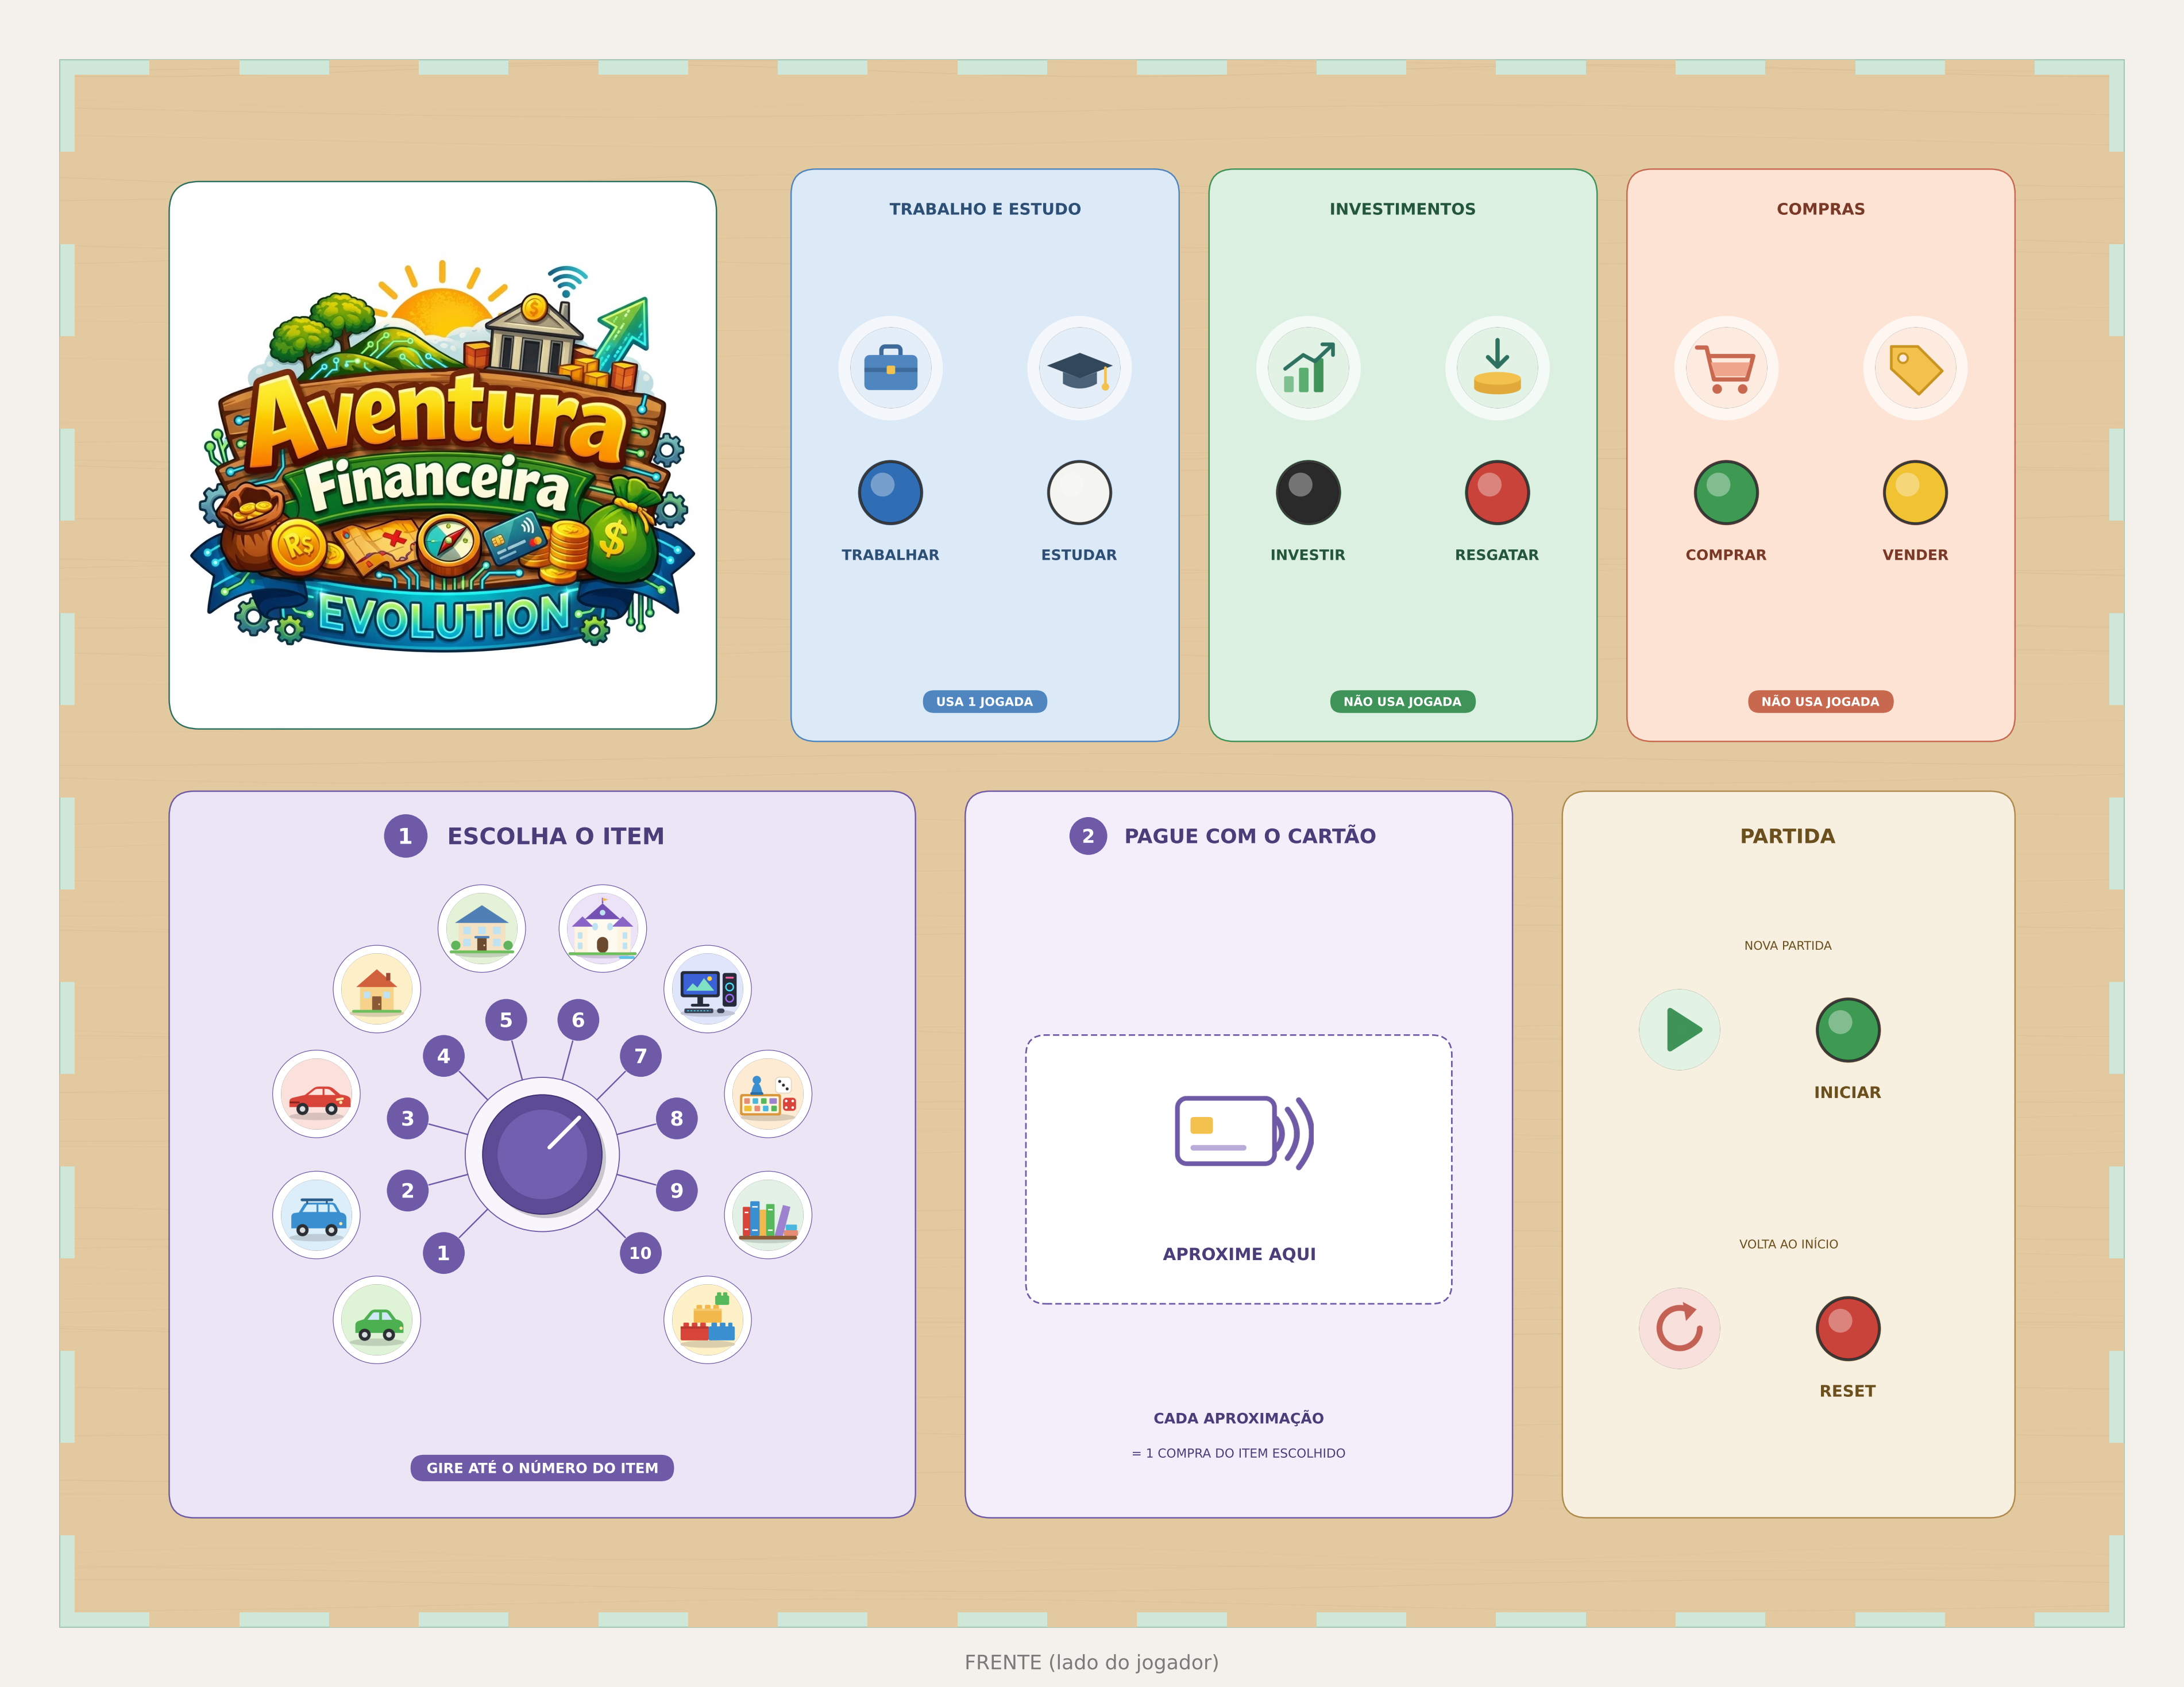 Aventura
Financeira
R$
$
$
EVOLUTION
TRABALHO E ESTUDO
TRABALHAR
ESTUDAR
USA 1 JOGADA
INVESTIMENTOS
INVESTIR
RESGATAR
NÃO USA JOGADA
COMPRAS
COMPRAR
VENDER
NÃO USA JOGADA
1
ESCOLHA O ITEM
5
6
4
7
3
8
2
9
1
10
GIRE ATÉ O NÚMERO DO ITEM
2
PAGUE COM O CARTÃO
APROXIME AQUI
CADA APROXIMAÇÃO
= 1 COMPRA DO ITEM ESCOLHIDO
PARTIDA
NOVA PARTIDA
INICIAR
VOLTA AO INÍCIO
RESET
FRENTE (lado do jogador)